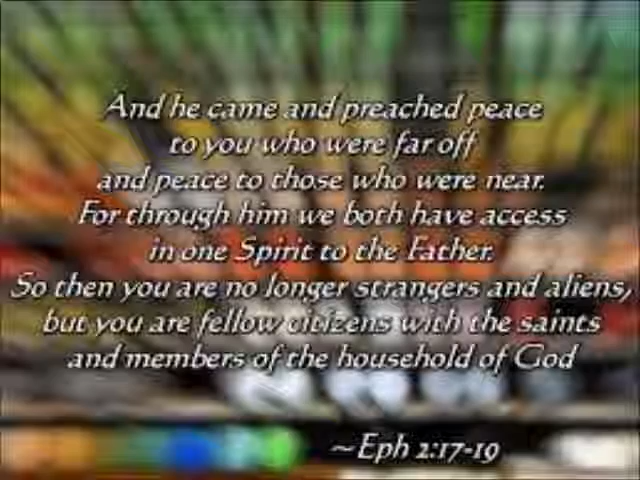 And he came and preached peace
to you who were far off
and peace to those who were near.
For through him we both have access
in one Spirit to the Father.
So then you are no longer strangers and aliens,
but you are fellow citizens with the saints
and members of the household of God
~Eph 2:17-19